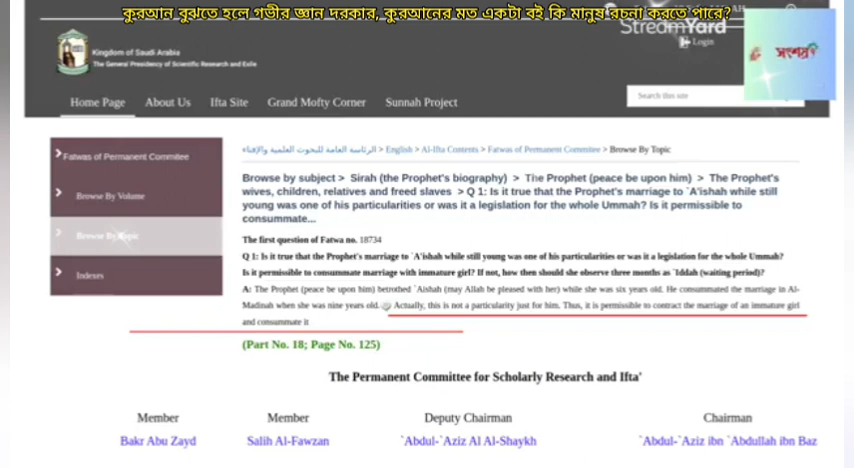 কুরআন বুঝতে হলে গভীর জ্ঞান দরকার, কুরআনের মত একটা বই কি মানুষ রচনা করতে পারে?
StreamYard
Kingdom of Saudi Arabia
The General Presidency of Scientific Research and Eftie
Login
সংশয়
Home Page About Us Ifta Site Grand Mofty Corner Sunnah Project
Search this site
Fatwas of Permanent Commitee
Browse By Volume
Browse By Topic
Indexes
الرئاسة العامة للبحوث العلمية والإفتاء > English > Al-Ifta Contents > Fatwas of Permanent Commitee > Browse By Topic
Browse by subject > Sirah (the Prophet's biography) > The Prophet (peace be upon him) > The Prophet's
wives, children, relatives and freed slaves > Q 1: Is it true that the Prophet's marriage to `A'ishah while still
young was one of his particularities or was it a legislation for the whole Ummah? Is it permissible to
consummate...
The first question of Fatwa no. 18734
Q 1: Is it true that the Prophet's marriage to `A'ishah while still young was one of his particularities or was it a legislation for the whole Ummah?
Is it permissible to consummate marriage with immature girl? If not, how then should she observe three months as `Iddah (waiting period)?
A: The Prophet (peace be upon him) betrothed `Aishah (may Allah be pleased with her) while she was six years old. He consummated the marriage in Al-
Madinah when she was nine years old. Actually, this is not a particularity just for him. Thus, it is permissible to contract the marriage of an immature girl
and consummate it
(Part No. 18; Page No. 125)
The Permanent Committee for Scholarly Research and Ifta'
Member Member Deputy Chairman Chairman
Bakr Abu Zayd Salih Al-Fawzan `Abdul-`Aziz Al Al-Shaykh `Abdul-`Aziz ibn `Abdullah ibn Baz